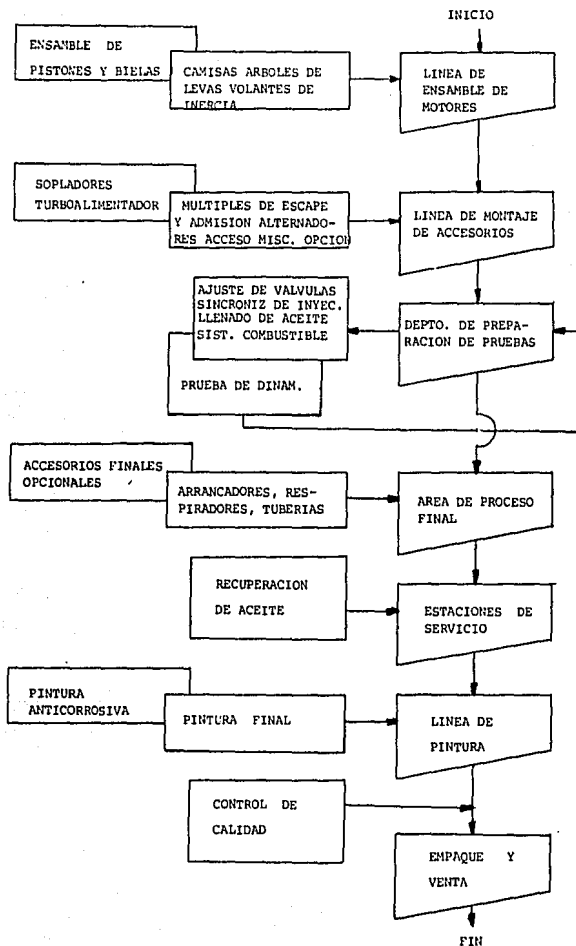 INICIO
ENSAMBLE DE
PISTONES Y BIELAS
CAMISAS ARBOLES DE
LEVAS VOLANTES DE
INERCIA
LINEA DE
ENSAMBLE DE
MOTORES
SOPLADORES
TURBOALIMENTADOR
MULTIPLES DE ESCAPE
Y ADMISION ALTERNADO-
RES ACCESO MISC. OPCION
LINEA DE MONTAJE
DE ACCESORIOS
AJUSTE DE VALVULAS
SINCRONIZ DE INYEC.
LLENADO DE ACEITE
SIST. COMBUSTIBLE
DEPTO. DE PREPA-
RACION DE PRUEBAS
PRUEBA DE DINAM.
ACCESORIOS FINALES
OPCIONALES
ARRANCADORES, RES-
PIRADORES, TUBERIAS
AREA DE PROCESO
FINAL
RECUPERACION
DE ACEITE
ESTACIONES DE
SERVICIO
PINTURA
ANTICORROSIVA
PINTURA FINAL
LINEA DE
PINTURA
CONTROL DE
CALIDAD
EMPAQUE Y
VENTA
FIN